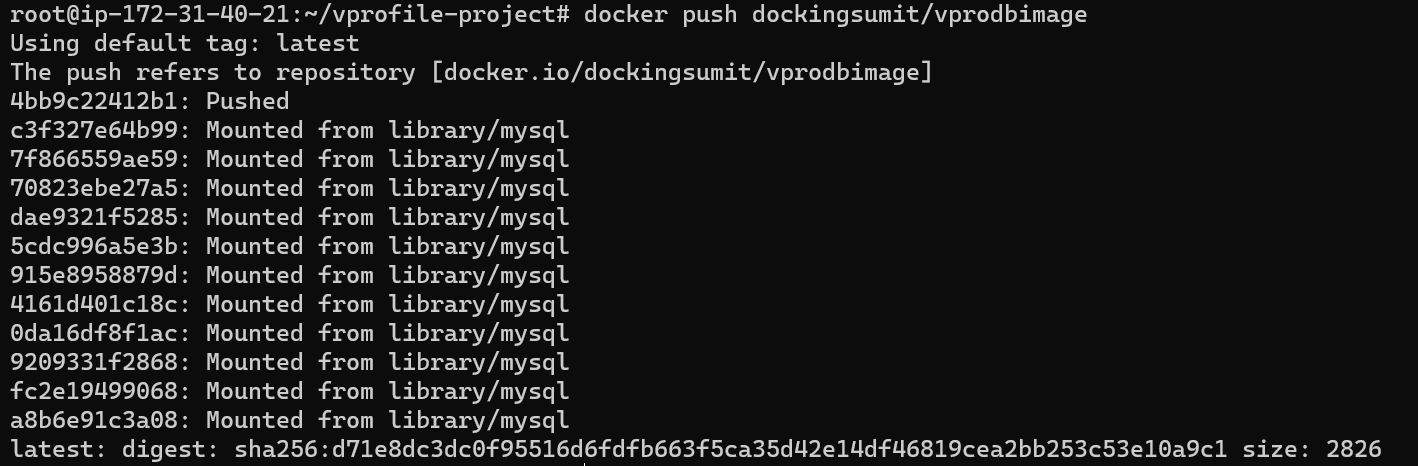 root@ip-172-31-40-21:~/vprofile-project# docker push dockingsumit/vprodbimage
Using default tag: latest
The push refers to repository [docker.io/dockingsumit/vprodbimage]
4bb9c22412b1: Pushed
c3f327e64b99: Mounted from library/mysql
7f866559ae59: Mounted from library/mysql
70823ebe27a5: Mounted from library/mysql
dae9321f5285: Mounted from library/mysql
5cdc996a5e3b: Mounted from library/mysql
915e8958879d: Mounted from library/mysql
4161d401c18c: Mounted from library/mysql
0da16df8f1ac: Mounted from library/mysql
9209331f2868: Mounted from library/mysql
fc2e19499068: Mounted from library/mysql
a8b6e91c3a08: Mounted from library/mysql
latest: digest: sha256:d71e8dc3dc0f95516d6fdfb663f5ca35d42e14df46819cea2bb253c53e10a9c1 size: 2826